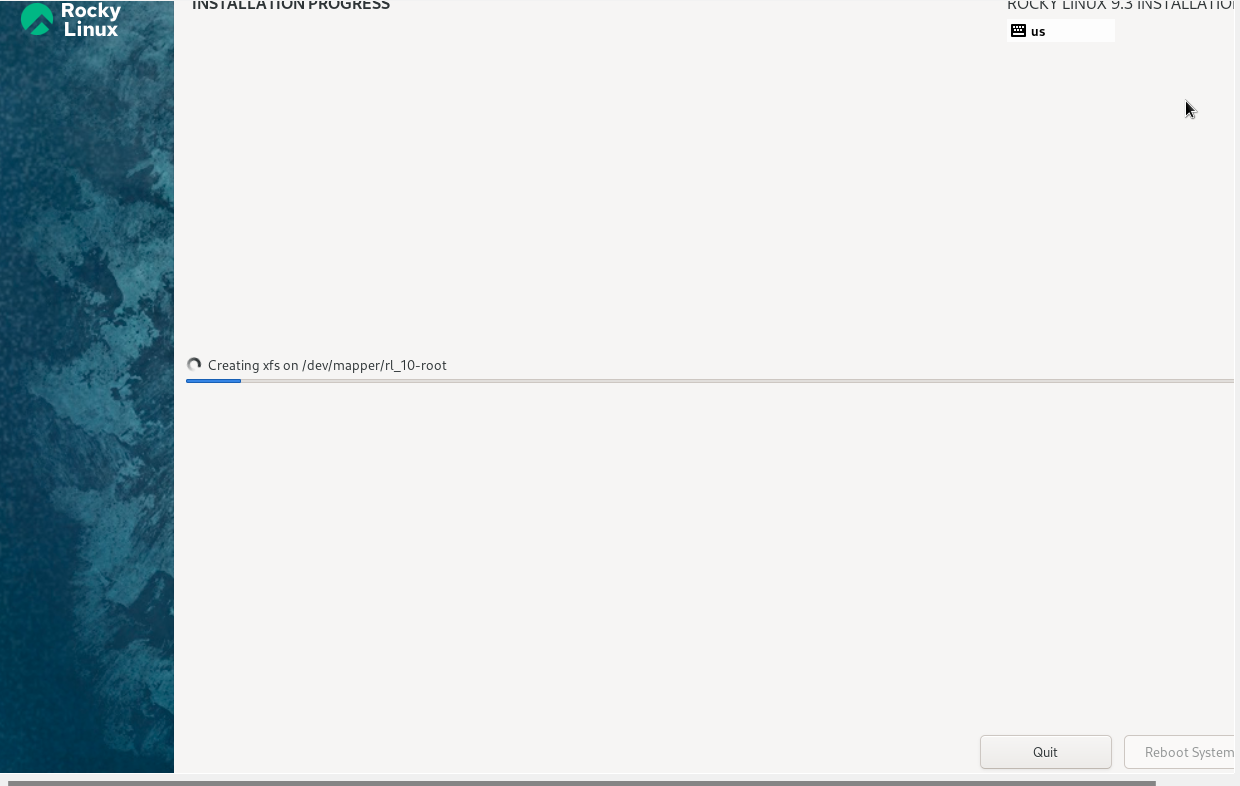 Rocky
Linux
INSTALLATION PROGRESS
ROCKY LINUX 9.3 INSTALLATIO
us
Creating xfs on /dev/mapper/rl_10-root
Quit
Reboot System